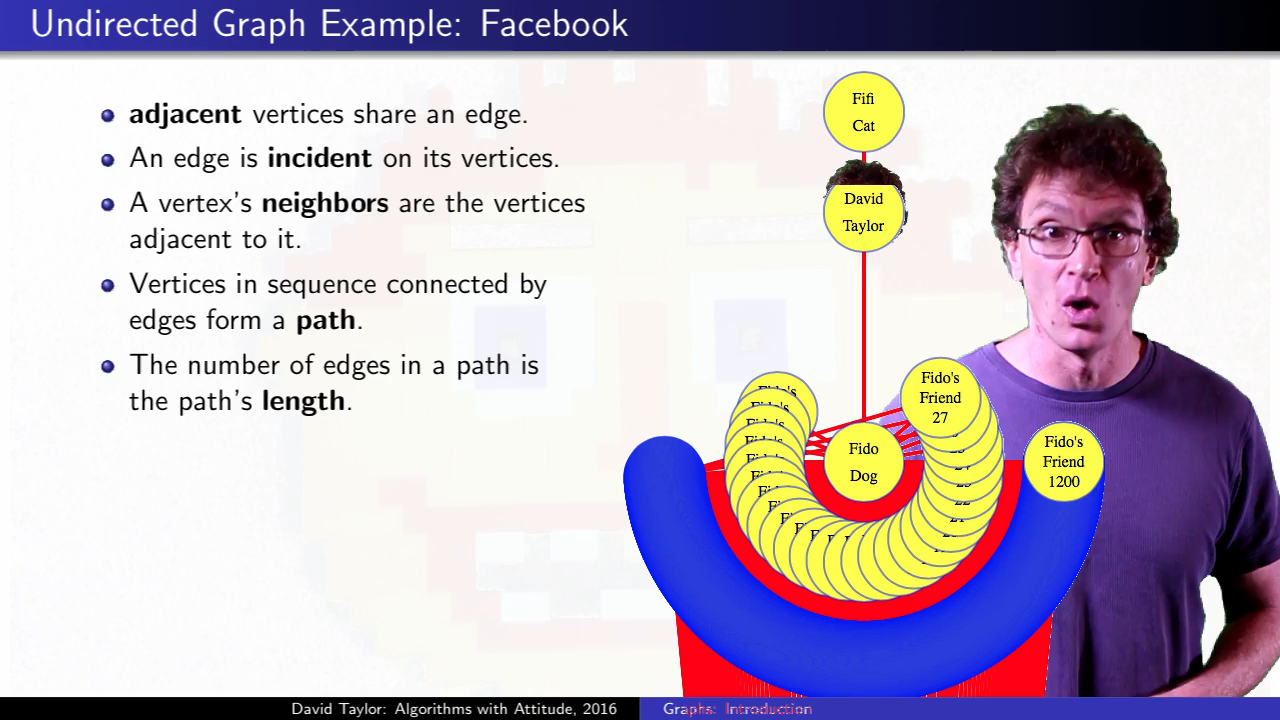 Undirected Graph Example: Facebook
adjacent vertices share an edge.
An edge is incident on its vertices.
A vertex's neighbors are the vertices
adjacent to it.
Vertices in sequence connected by
edges form a path.
The number of edges in a path is
the path's length.
Fifi
Cat
David
Taylor
Fido's
Friend
27
Fido
Dog
Fido's
Friend
1200
David Taylor: Algorithms with Attitude, 2016
Graphs: Introduction